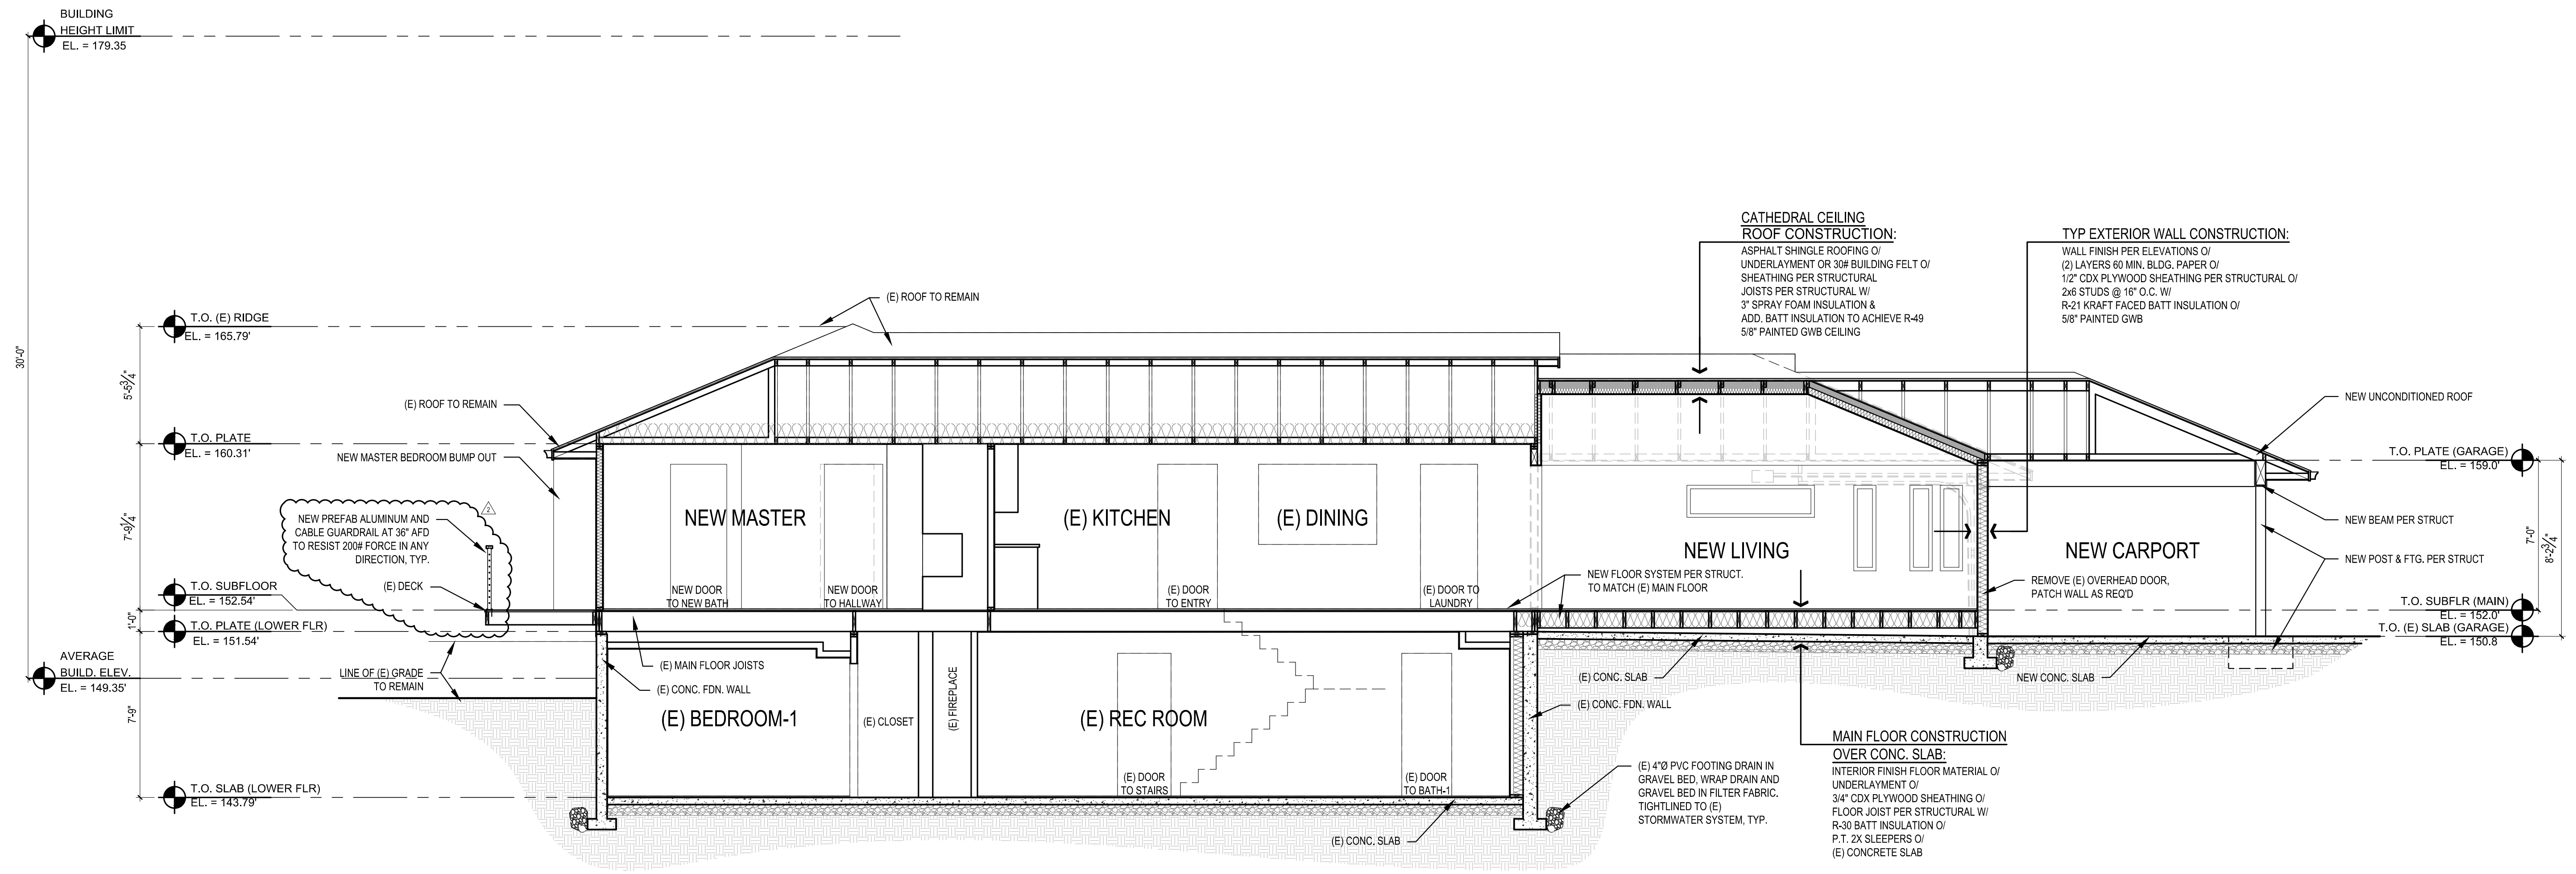 BUILDING
HEIGHT LIMIT
EL. = 179.35
30'-0"
T.O. (E) RIDGE
EL. = 165.79'
5'-5 3/4"
T.O. PLATE
EL. = 160.31'
7'-9 1/4"
T.O. SUBFLOOR
EL. = 152.54'
1'-0"
T.O. PLATE (LOWER FLR)
EL. = 151.54'
AVERAGE
BUILD. ELEV.
EL. = 149.35'
7'-9"
T.O. SLAB (LOWER FLR)
EL. = 143.79'
(E) ROOF TO REMAIN
(E) ROOF TO REMAIN
NEW MASTER BEDROOM BUMP OUT
2
NEW PREFAB ALUMINUM AND
CABLE GUARDRAIL AT 36" AFD
TO RESIST 200# FORCE IN ANY
DIRECTION, TYP.
(E) DECK
LINE OF (E) GRADE
TO REMAIN
NEW MASTER
NEW DOOR
TO NEW BATH
NEW DOOR
TO HALLWAY
(E) KITCHEN
(E) DINING
(E) DOOR
TO ENTRY
(E) DOOR TO
LAUNDRY
NEW LIVING
NEW FLOOR SYSTEM PER STRUCT.
TO MATCH (E) MAIN FLOOR
NEW CARPORT
REMOVE (E) OVERHEAD DOOR,
PATCH WALL AS REQ'D
(E) MAIN FLOOR JOISTS
(E) CONC. FDN. WALL
(E) BEDROOM-1
(E) CLOSET
(E) FIREPLACE
(E) REC ROOM
(E) DOOR
TO STAIRS
(E) DOOR
TO BATH-1
(E) CONC. SLAB
(E) CONC. SLAB
(E) CONC. FDN. WALL
(E) 4"Ø PVC FOOTING DRAIN IN
GRAVEL BED, WRAP DRAIN AND
GRAVEL BED IN FILTER FABRIC.
TIGHTLINED TO (E)
STORMWATER SYSTEM, TYP.
CATHEDRAL CEILING
ROOF CONSTRUCTION:
ASPHALT SHINGLE ROOFING O/
UNDERLAYMENT OR 30# BUILDING FELT O/
SHEATHING PER STRUCTURAL
JOISTS PER STRUCTURAL W/
3" SPRAY FOAM INSULATION &
ADD. BATT INSULATION TO ACHIEVE R-49
5/8" PAINTED GWB CEILING
TYP EXTERIOR WALL CONSTRUCTION:
WALL FINISH PER ELEVATIONS O/
(2) LAYERS 60 MIN. BLDG. PAPER O/
1/2" CDX PLYWOOD SHEATHING PER STRUCTURAL O/
2x6 STUDS @ 16" O.C. W/
R-21 KRAFT FACED BATT INSULATION O/
5/8" PAINTED GWB
MAIN FLOOR CONSTRUCTION
OVER CONC. SLAB:
INTERIOR FINISH FLOOR MATERIAL O/
UNDERLAYMENT O/
3/4" CDX PLYWOOD SHEATHING O/
FLOOR JOIST PER STRUCTURAL W/
R-30 BATT INSULATION O/
P.T. 2X SLEEPERS O/
(E) CONCRETE SLAB
NEW CONC. SLAB
NEW UNCONDITIONED ROOF
NEW BEAM PER STRUCT
NEW POST & FTG. PER STRUCT
T.O. PLATE (GARAGE)
EL. = 159.0'
7'-0"
8'-2 3/4"
T.O. SUBFLR (MAIN)
EL. = 152.0'
T.O. (E) SLAB (GARAGE)
EL. = 150.8